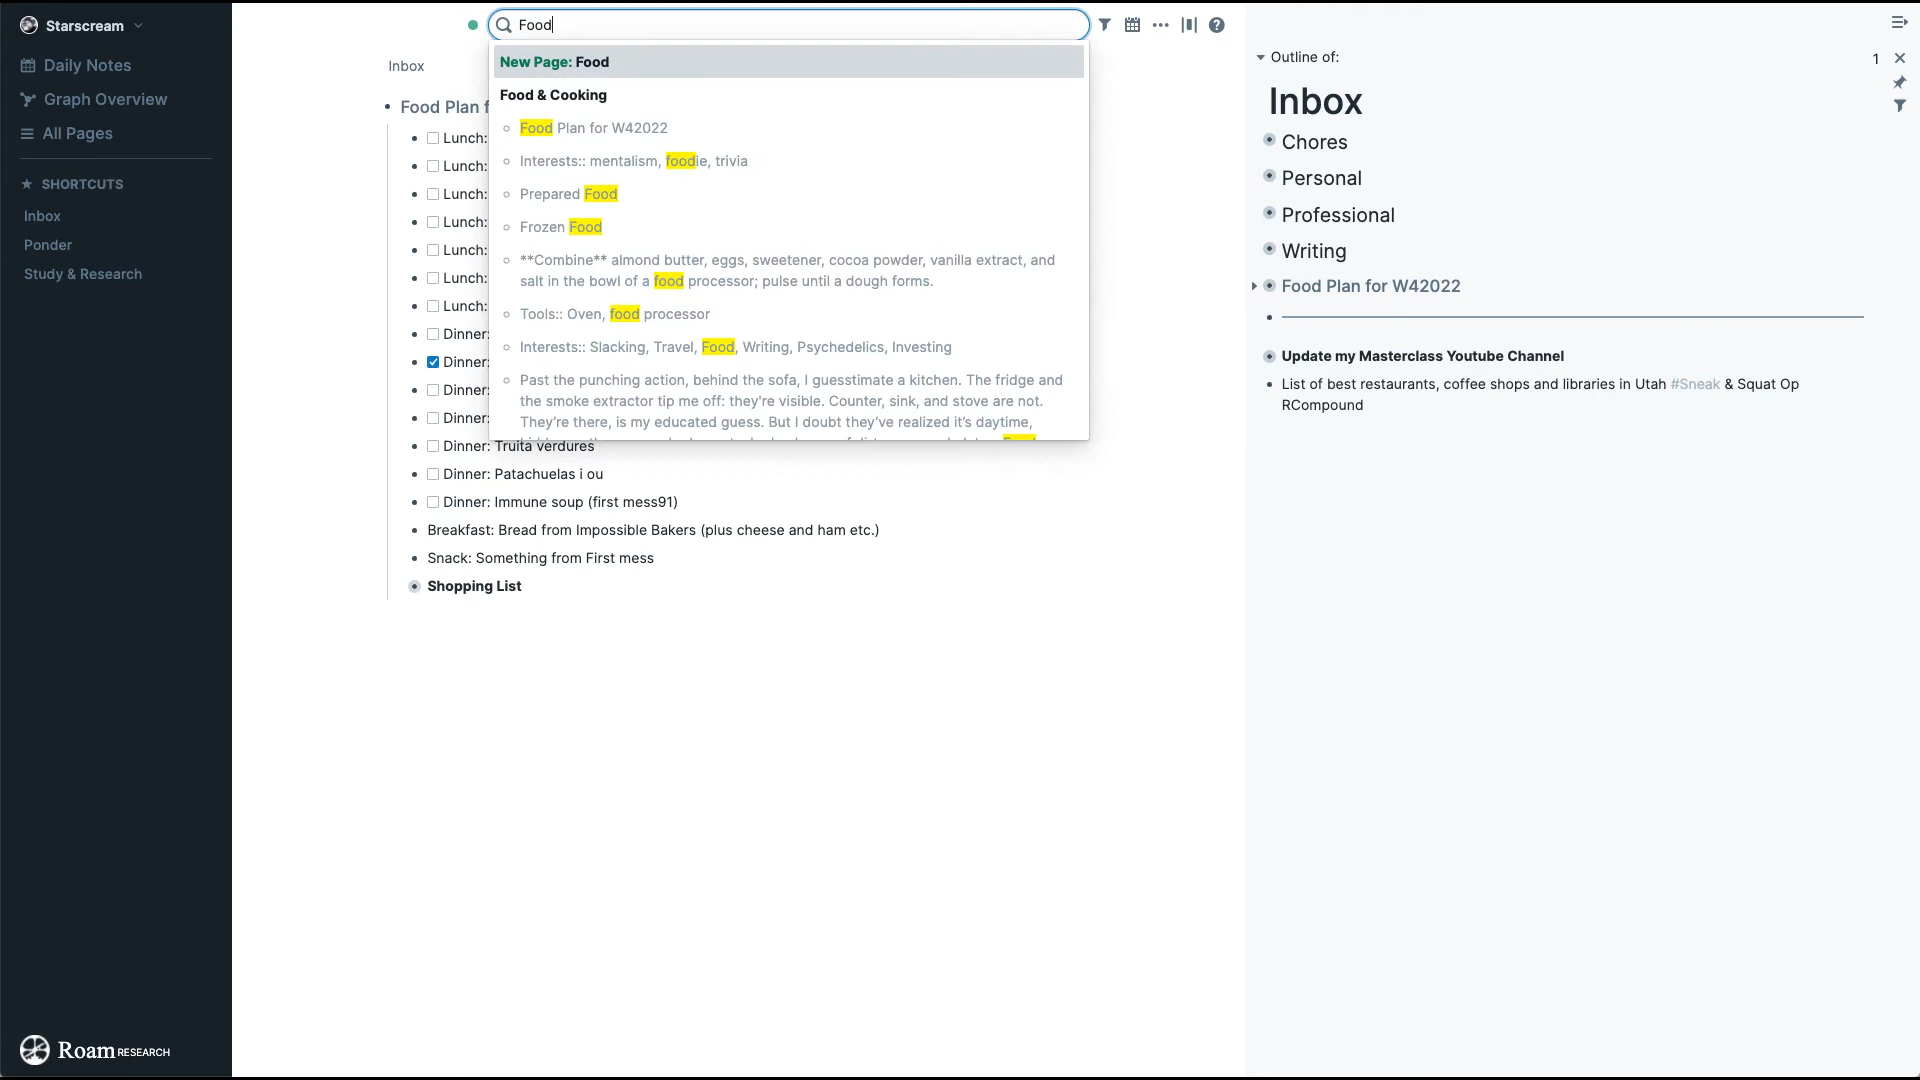 Starscream
Daily Notes
Graph Overview
All Pages
SHORTCUTS
Inbox
Ponder
Study & Research
Roam RESEARCH
Food
New Page: Food
Food & Cooking
Food Plan for W42022
Interests:: mentalism, foodie, trivia
Prepared Food
Frozen Food
**Combine** almond butter, eggs, sweetener, cocoa powder, vanilla extract, and
salt in the bowl of a food processor; pulse until a dough forms.
Tools:: Oven, food processor
Interests:: Slacking, Travel, Food, Writing, Psychedelics, Investing
Past the punching action, behind the sofa, I guesstimate a kitchen. The fridge and
the smoke extractor tip me off: they're visible. Counter, sink, and stove are not.
They’re there, is my educated guess. But I doubt they’ve realized it’s daytime,
Inbox
Food Plan f
Lunch:
Lunch:
Lunch:
Lunch:
Lunch:
Lunch:
Lunch:
Dinner:
Dinner:
Dinner:
Dinner:
Dinner: Truita verdures
Dinner: Patachuelas i ou
Dinner: Immune soup (first mess91)
Breakfast: Bread from Impossible Bakers (plus cheese and ham etc.)
Snack: Something from First mess
Shopping List
Outline of:
1
Inbox
Chores
Personal
Professional
Writing
Food Plan for W42022
Update my Masterclass Youtube Channel
List of best restaurants, coffee shops and libraries in Utah #Sneak & Squat Op
RCompound